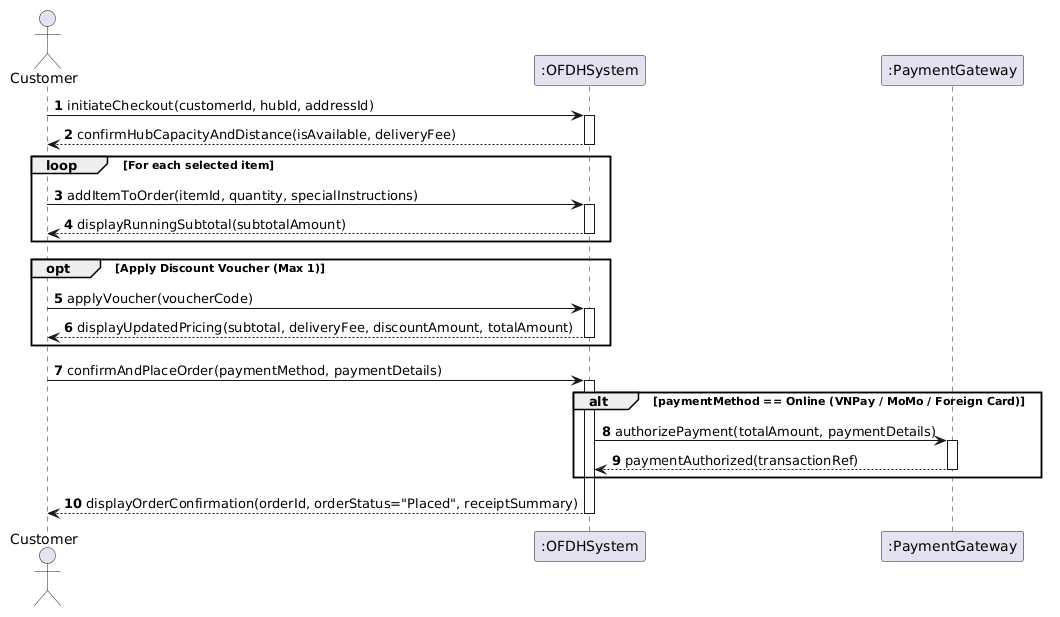 Customer
:OFDHSystem
:PaymentGateway
1 initiateCheckout(customerId, hubId, addressId)
2 confirmHubCapacityAndDistance(isAvailable, deliveryFee)
loop [For each selected item]
3 addItemToOrder(itemId, quantity, specialInstructions)
4 displayRunningSubtotal(subtotalAmount)
opt [Apply Discount Voucher (Max 1)]
5 applyVoucher(voucherCode)
6 displayUpdatedPricing(subtotal, deliveryFee, discountAmount, totalAmount)
7 confirmAndPlaceOrder(paymentMethod, paymentDetails)
alt [paymentMethod == Online (VNPay / MoMo / Foreign Card)]
8 authorizePayment(totalAmount, paymentDetails)
9 paymentAuthorized(transactionRef)
10 displayOrderConfirmation(orderId, orderStatus="Placed", receiptSummary)
Customer
:OFDHSystem
:PaymentGateway